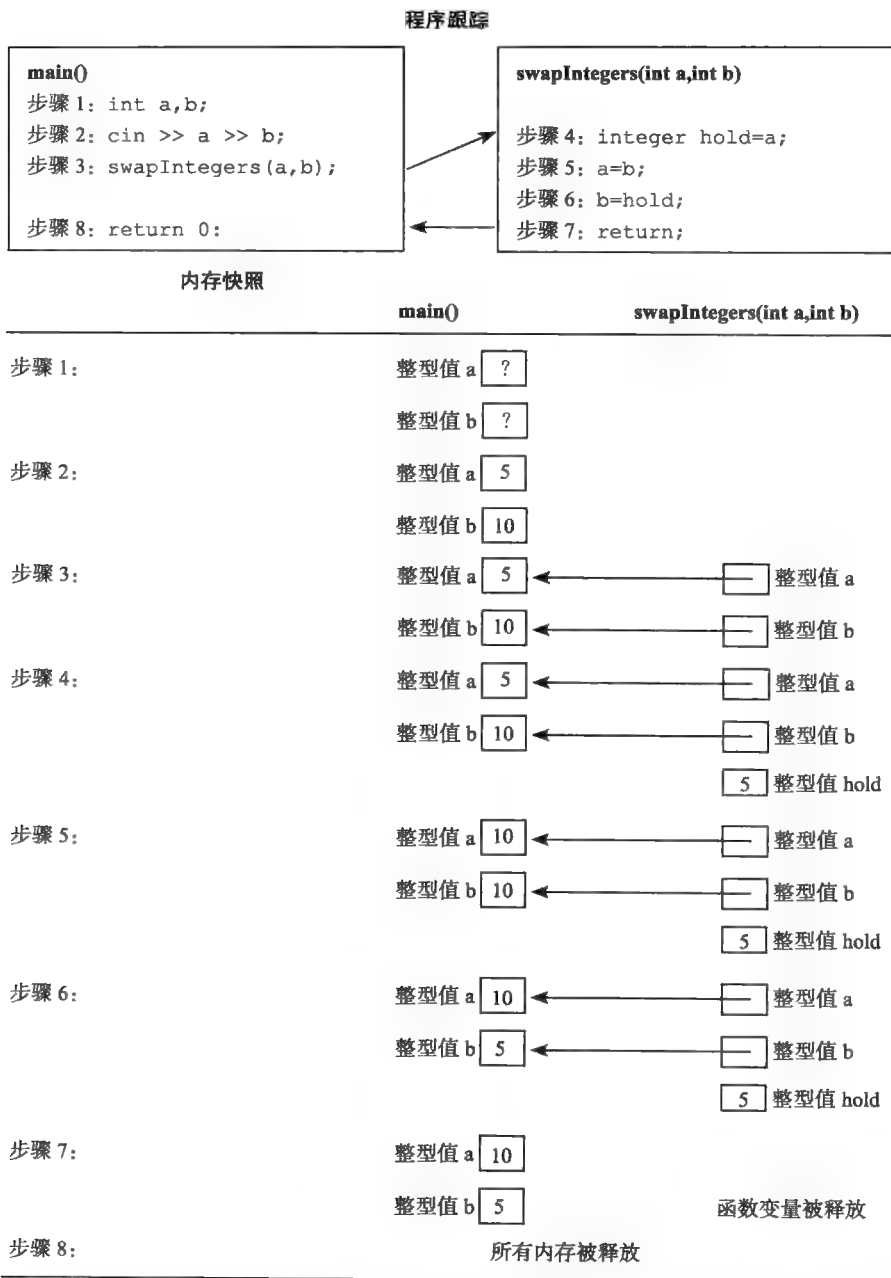 程序跟踪
main()
步骤 1: int a,b;
步骤 2: cin >> a >> b;
步骤 3: swapIntegers(a,b);
步骤 8: return 0:
swapIntegers(int a,int b)
步骤 4: integer hold=a;
步骤 5: a=b;
步骤 6: b=hold;
步骤 7: return;
内存快照
main() swapIntegers(int a,int b)
步骤 1: 整型值 a ?
整型值 b ?
步骤 2: 整型值 a 5
整型值 b 10
步骤 3: 整型值 a 5 整型值 a
整型值 b 10 整型值 b
步骤 4: 整型值 a 5 整型值 a
整型值 b 10 整型值 b
5 整型值 hold
步骤 5: 整型值 a 10 整型值 a
整型值 b 10 整型值 b
5 整型值 hold
步骤 6: 整型值 a 10 整型值 a
整型值 b 5 整型值 b
5 整型值 hold
步骤 7: 整型值 a 10
整型值 b 5 函数变量被释放
步骤 8: 所有内存被释放